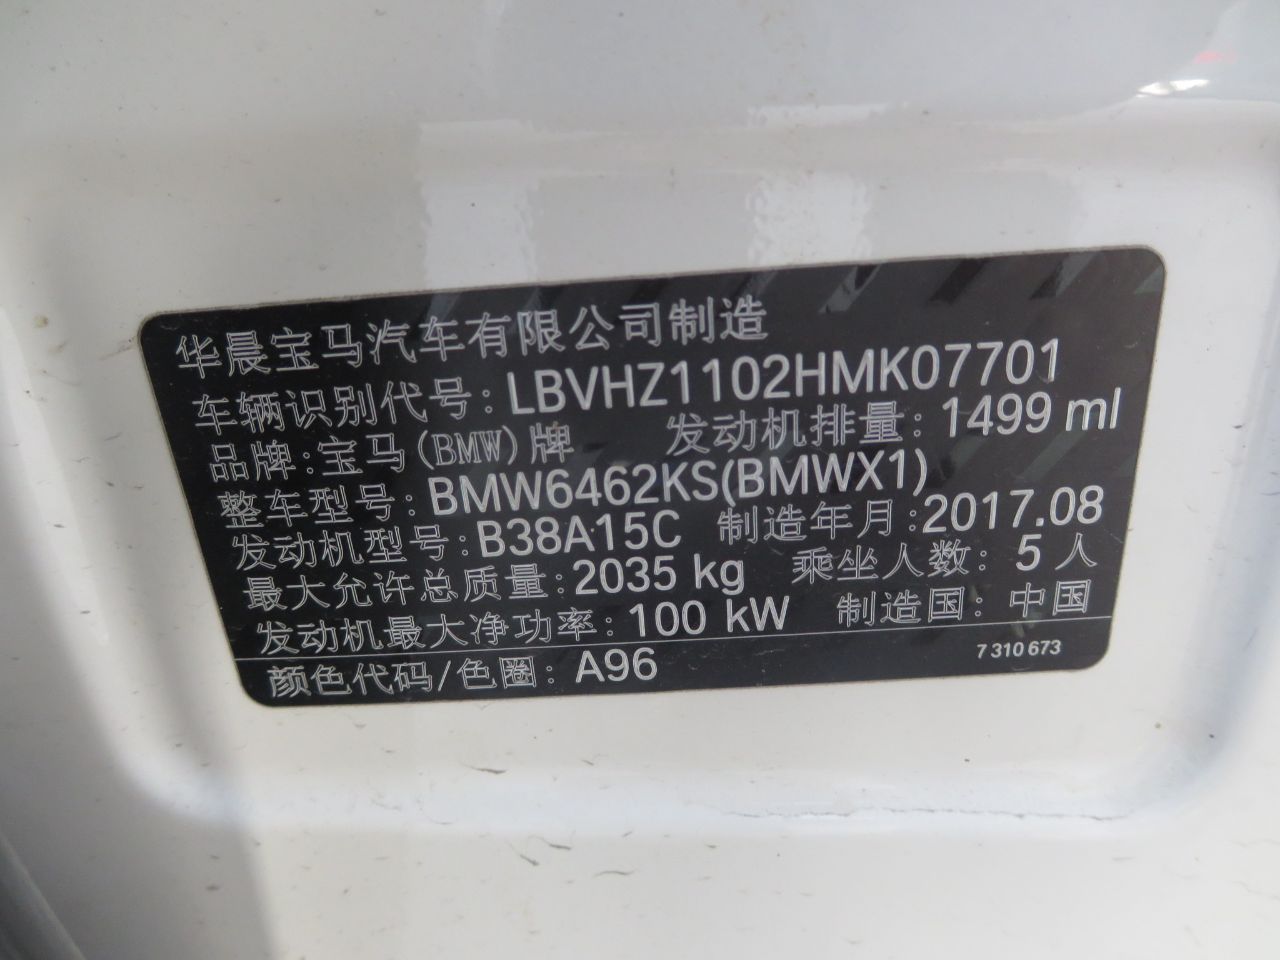 华晨宝马汽车有限公司制造
车辆识别代号: LBVHZ1102HMK07701
品牌:宝马(BMW)牌 发动机排量: 1499 ml
整车型号: BMW6462KS(BMWX1)
发动机型号: B38A15C 制造年月:2017.08
最大允许总质量: 2035 kg 乘坐人数: 5 人
发动机最大净功率: 100 kW 制造国: 中国
颜色代码/色圈: A96 7 310 673